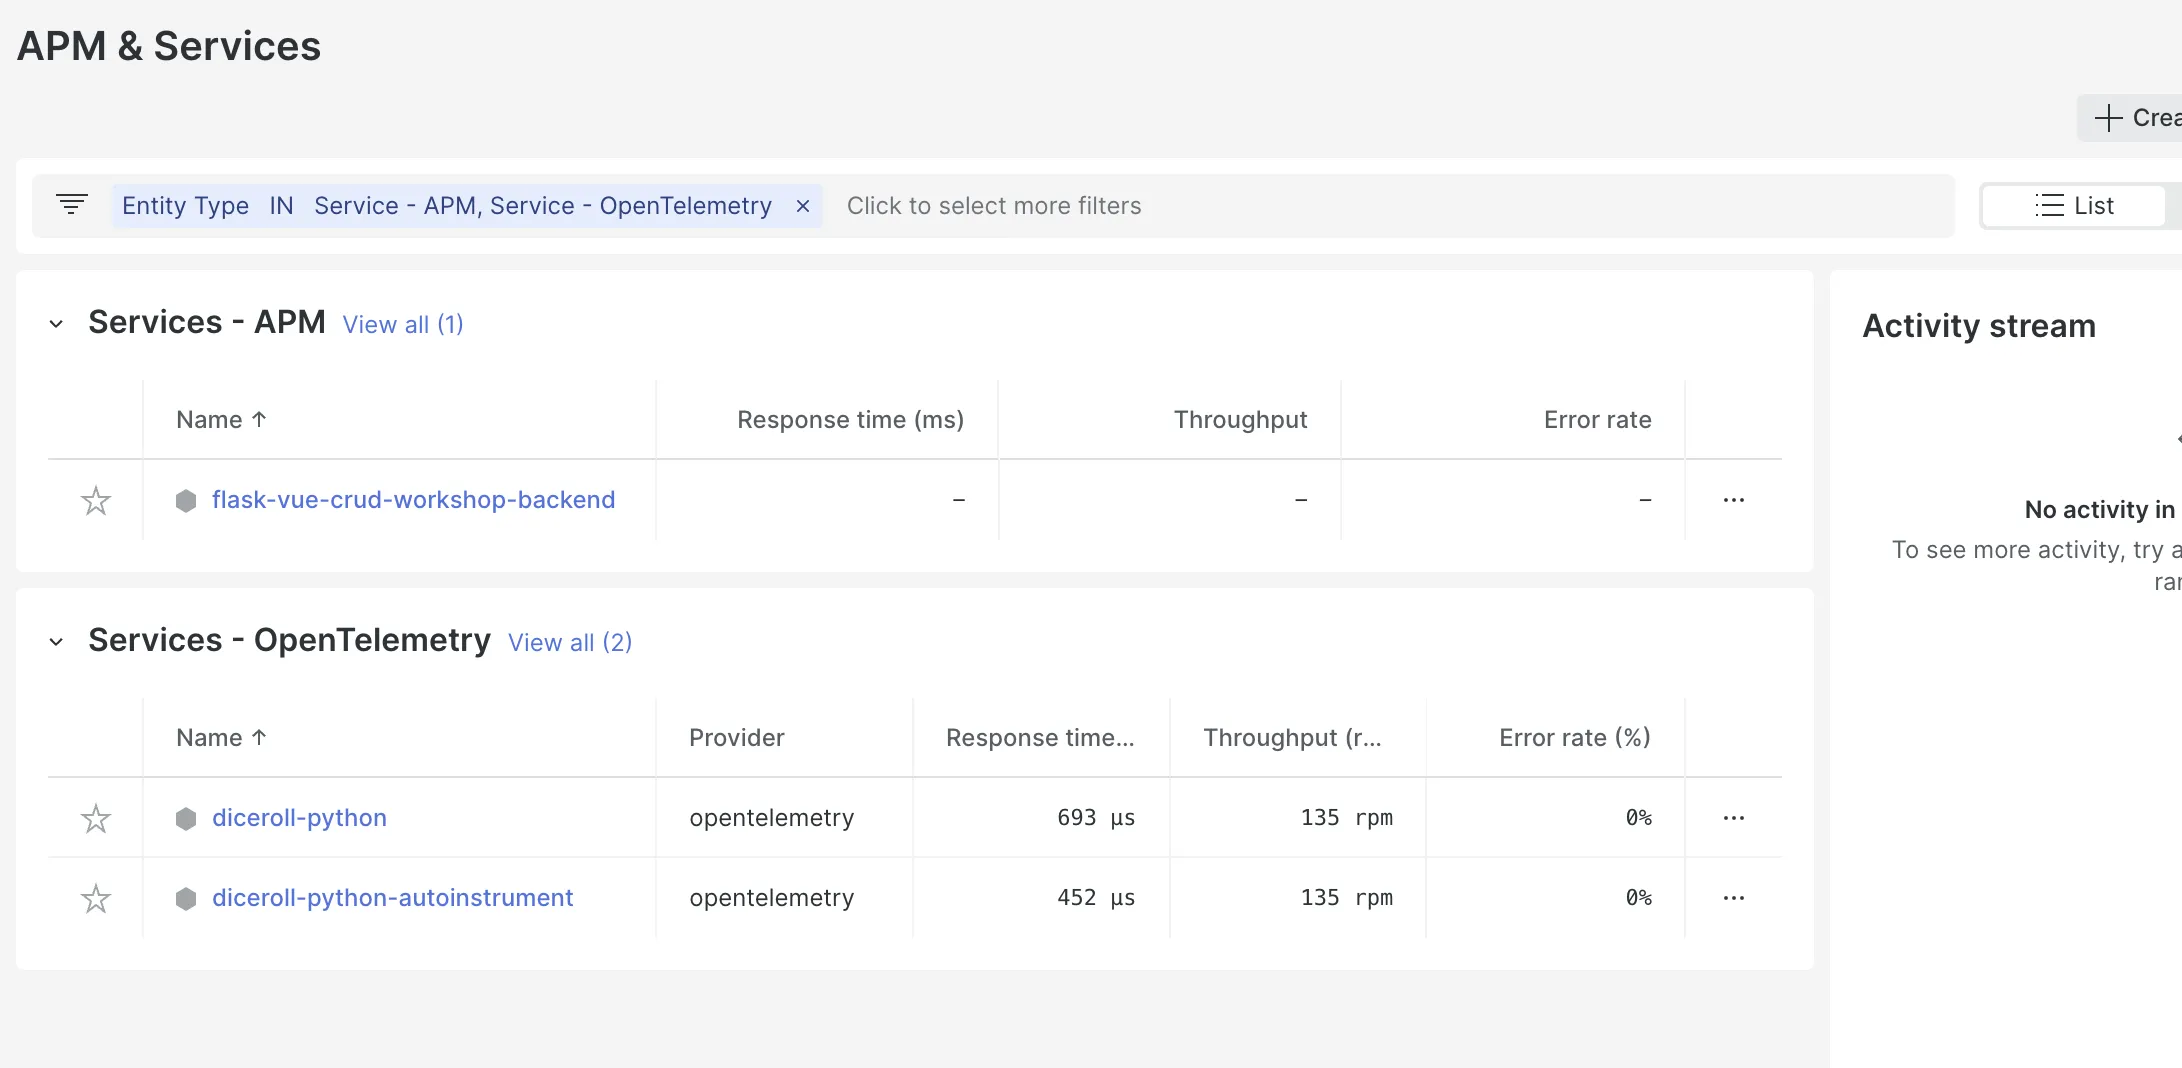 APM & Services
Crea
Entity Type IN Service - APM, Service - OpenTelemetry × Click to select more filters
List
Services - APM View all (1)
Name ↑ Response time (ms) Throughput Error rate
flask-vue-crud-workshop-backend – – – ...
Services - OpenTelemetry View all (2)
Name ↑ Provider Response time... Throughput (r... Error rate (%)
diceroll-python opentelemetry 693 µs 135 rpm 0% ...
diceroll-python-autoinstrument opentelemetry 452 µs 135 rpm 0% ...
Activity stream
No activity in
To see more activity, try a
ran